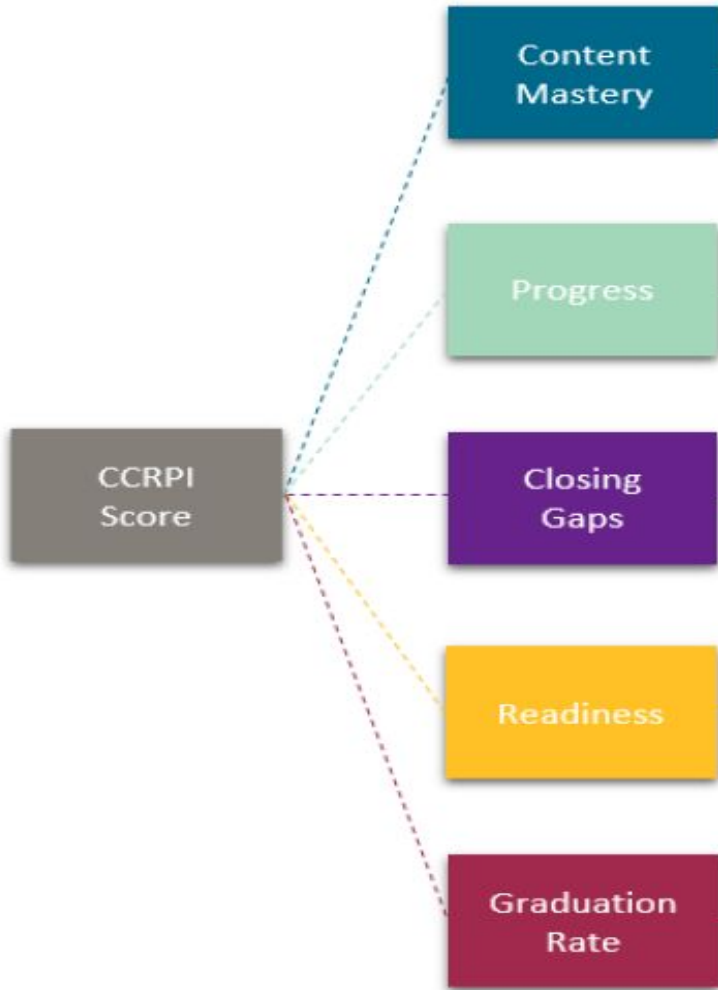 Content
Mastery
Progress
CCRPI
Score
Closing
Gaps
Readiness
Graduation
Rate